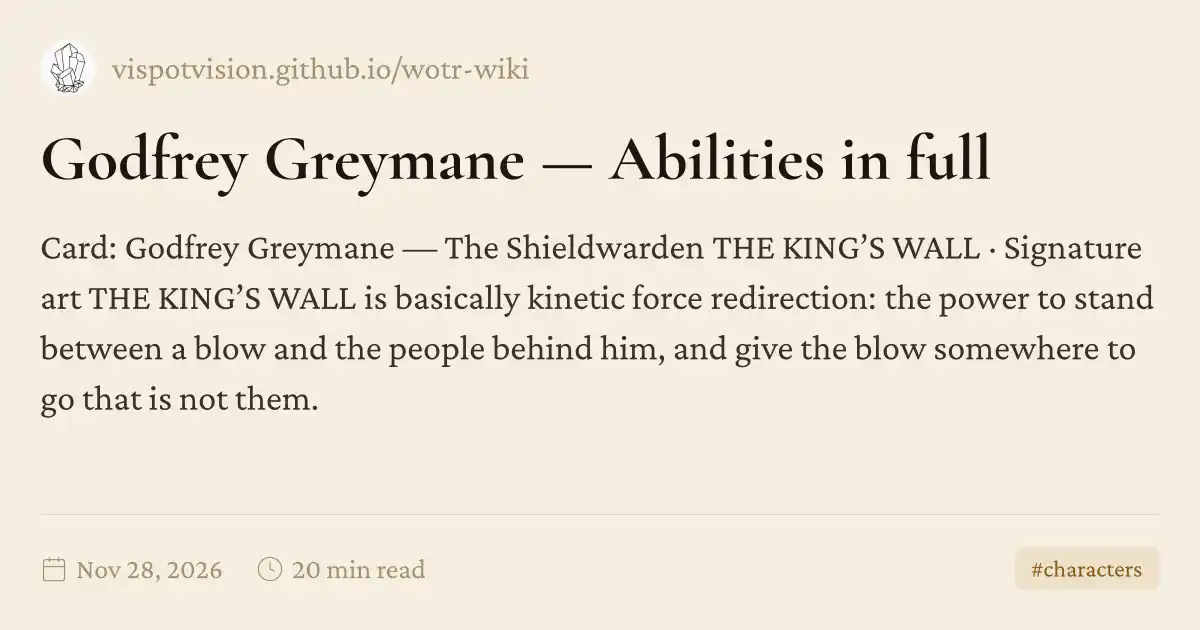 vispotvision.github.io/wotr-wiki
Godfrey Greymane — Abilities in full
Card: Godfrey Greymane — The Shieldwarden THE KING’S WALL · Signature
art THE KING’S WALL is basically kinetic force redirection: the power to stand
between a blow and the people behind him, and give the blow somewhere to
go that is not them.
Nov 28, 2026
20 min read
#characters